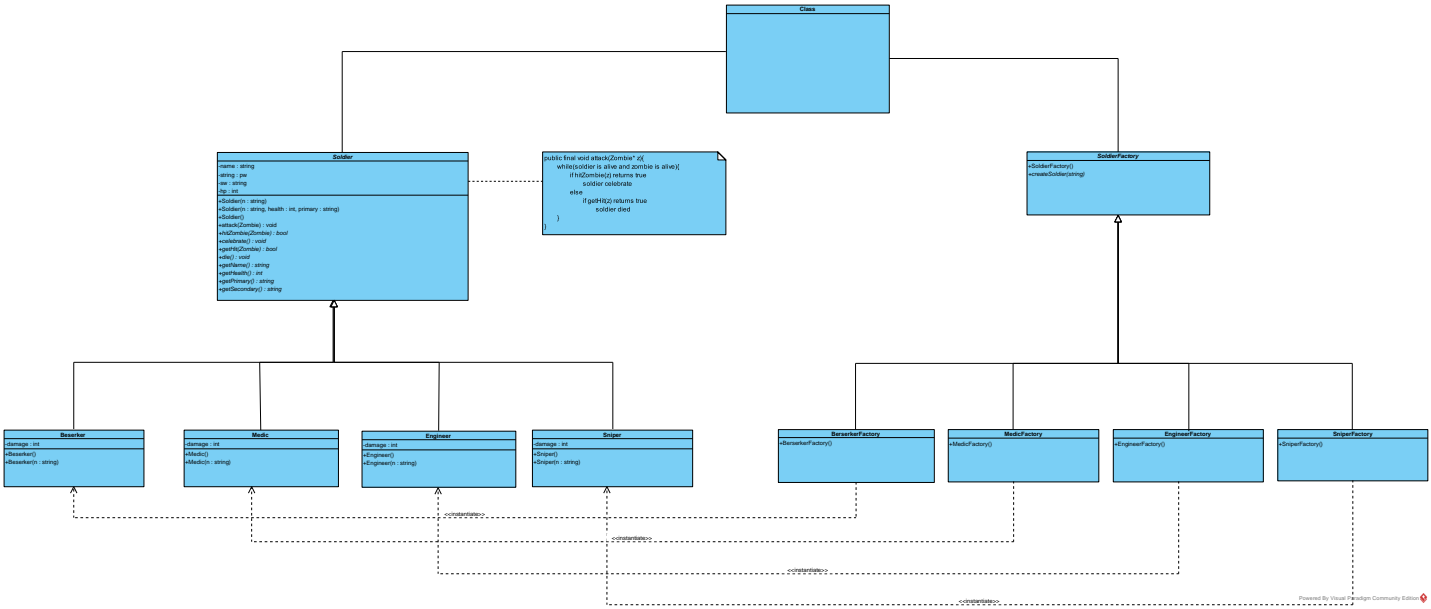 Class
Soldier
-name : string
-string : pw
-sw : string
-hp : int
+Soldier(n : string)
+Soldier(n : string, health : int, primary : string)
+Soldier()
+attack(Zombie) : void
+hitZombie(Zombie) : bool
+celebrate() : void
+getHit(Zombie) : bool
+die() : void
+getName() : string
+getHealth() : int
+getPrimary() : string
+getSecondary() : string
public final void attack(Zombie* z){
while(soldier is alive and zombie is alive){
if hitZombie(z) returns true
soldier celebrate
else
if getHit(z) returns true
soldier died
}
}
SoldierFactory
+SoldierFactory()
+createSoldier(string)
Beserker
-damage : int
+Beserker()
+Beserker(n : string)
Medic
-damage : int
+Medic()
+Medic(n : string)
Engineer
-damage : int
+Engineer()
+Engineer(n : string)
Sniper
-damage : int
+Sniper()
+Sniper(n : string)
BerserkerFactory
+BerserkerFactory()
MedicFactory
+MedicFactory()
EngineerFactory
+EngineerFactory()
SniperFactory
+SniperFactory()
<<instantiate>>
<<instantiate>>
<<instantiate>>
<<instantiate>>
Powered By Visual Paradigm Community Edition